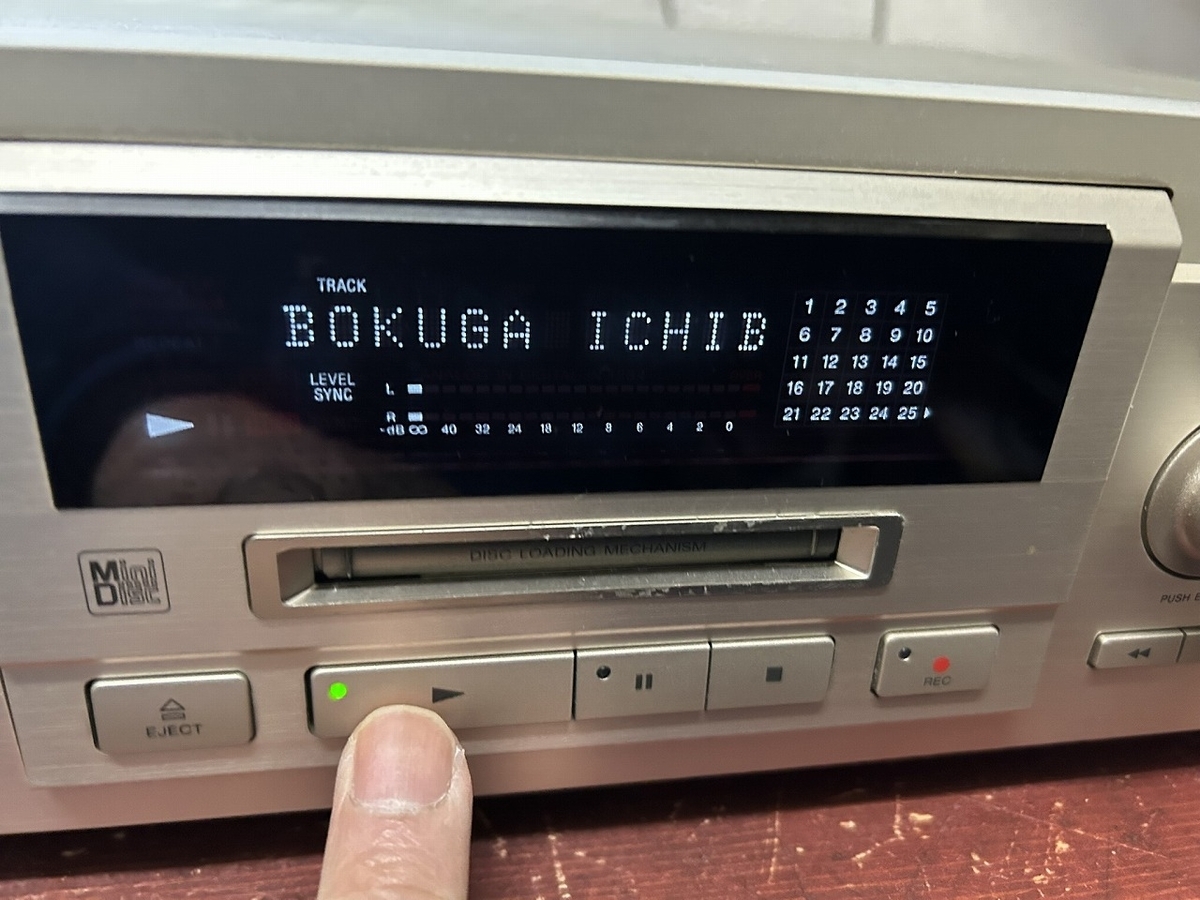 TRACK
BOKUGA ICHIB
LEVEL
SYNC
L
R
-dB ∞ 40 32 24 18 12 8 6 4 2 0
1 2 3 4 5
6 7 8 9 10
11 12 13 14 15
16 17 18 19 20
21 22 23 24 25
DISC LOADING MECHANISM
MD
EJECT
REC
PUSH